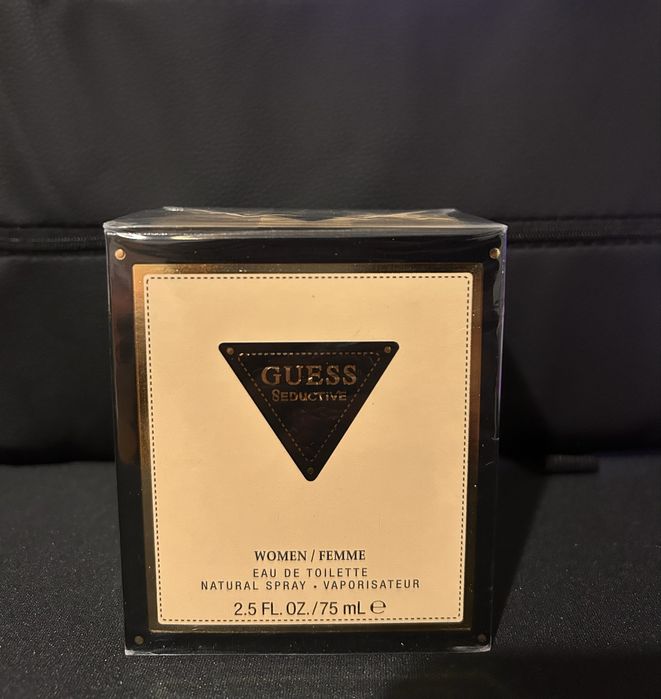 GUESS
SEDUCTIVE
WOMEN / FEMME
EAU DE TOILETTE
NATURAL SPRAY • VAPORISATEUR
2.5 FL. OZ./75 mL ℮